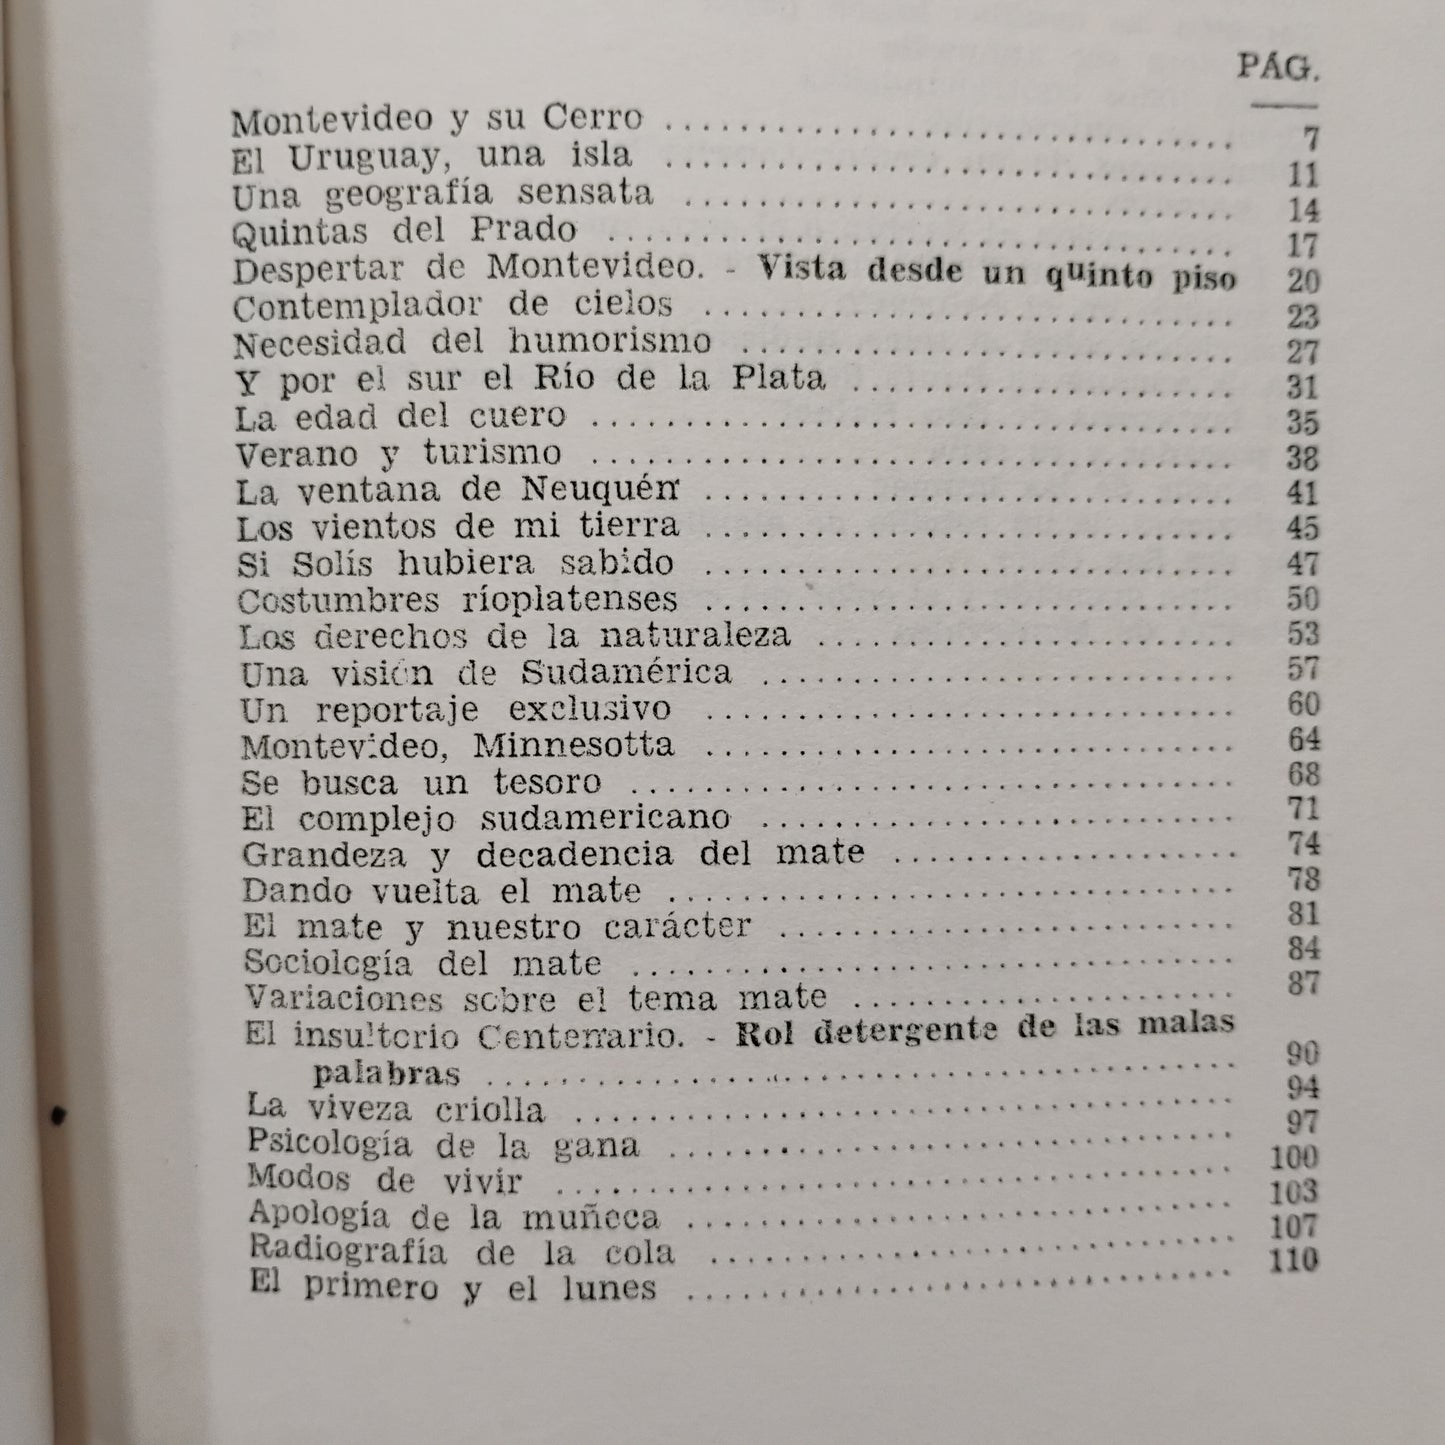 PÁG.
Montevideo y su Cerro .......... 7
El Uruguay, una isla .......... 11
Una geografía sensata .......... 14
Quintas del Prado .......... 17
Despertar de Montevideo. - Vista desde un quinto piso 20
Contemplador de cielos .......... 23
Necesidad del humorismo .......... 27
Y por el sur el Río de la Plata .......... 31
La edad del cuero .......... 35
Verano y turismo .......... 38
La ventana de Neuquén .......... 41
Los vientos de mi tierra .......... 45
Si Solís hubiera sabido .......... 47
Costumbres ríoplatenses .......... 50
Los derechos de la naturaleza .......... 53
Una visión de Sudamérica .......... 57
Un reportaje exclusivo .......... 60
Montevideo, Minnesotta .......... 64
Se busca un tesoro .......... 68
El complejo sudamericano .......... 71
Grandeza y decadencia del mate .......... 74
Dando vuelta el mate .......... 78
El mate y nuestro carácter .......... 81
Sociología del mate .......... 84
Variaciones sobre el tema mate .......... 87
El insultorio Centenario. - Rol detergente de las malas
palabras .......... 90
La viveza criolla .......... 94
Psicología de la gana .......... 97
Modos de vivir .......... 100
Apología de la muñeca .......... 103
Radiografía de la cola .......... 107
El primero y el lunes .......... 110